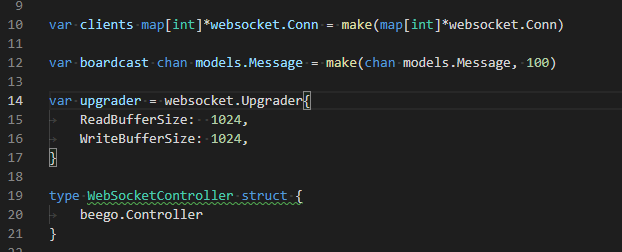 9
10 var clients map[int]*websocket.Conn = make(map[int]*websocket.Conn)
11
12 var boardcast chan models.Message = make(chan models.Message, 100)
13
14 var upgrader = websocket.Upgrader{
15 ReadBufferSize:  1024,
16 WriteBufferSize: 1024,
17 }
18
19 type WebSocketController struct {
20 beego.Controller
21 }